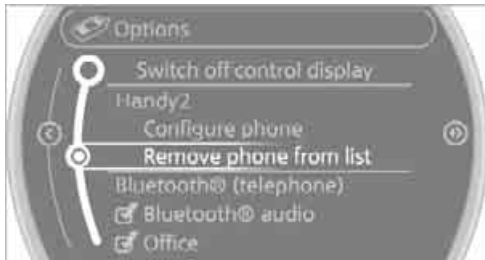 Options
Switch off control display
Handy2
Configure phone
Remove phone from list
Bluetooth® (telephone)
Bluetooth® audio
Office